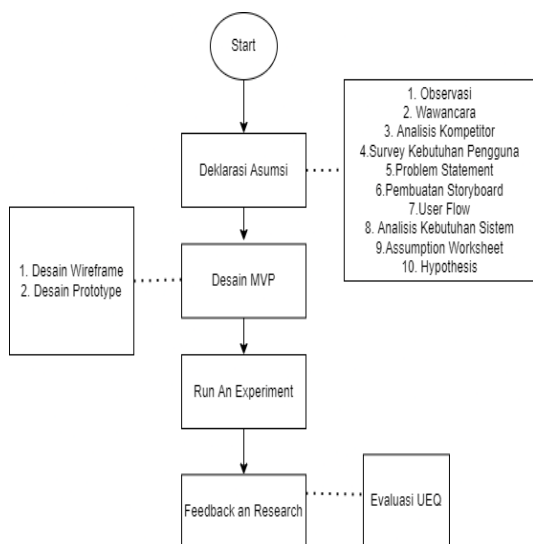 Start
Deklarasi Asumsi
1. Observasi
2. Wawancara
3. Analisis Kompetitor
4.Survey Kebutuhan Pengguna
5.Problem Statement
6.Pembuatan Storyboard
7.User Flow
8. Analisis Kebutuhan Sistem
9.Assumption Worksheet
10. Hypothesis
1. Desain Wireframe
2. Desain Prototype
Desain MVP
Run An Experiment
Feedback an Research
Evaluasi UEQ